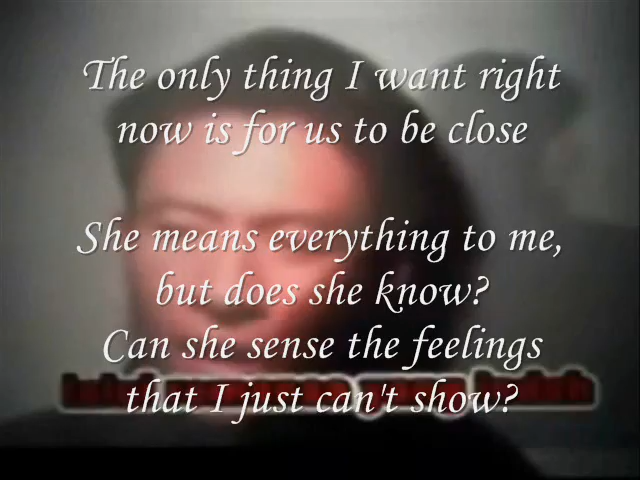 The only thing I want right
now is for us to be close
She means everything to me,
but does she know?
Can she sense the feelings
that I just can't show?